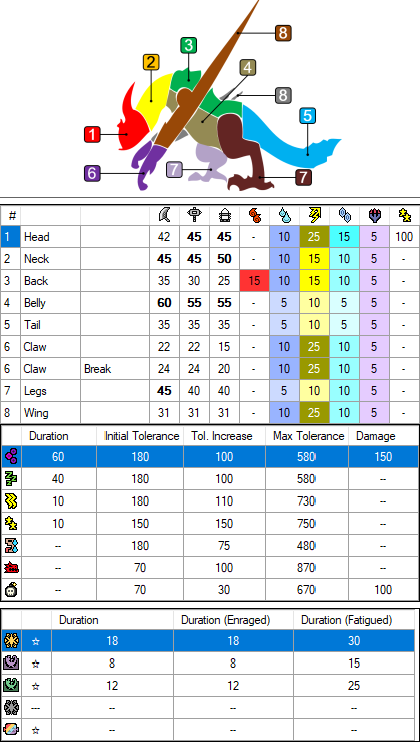 8
3
2
4
8
1
5
6
7
7
#
1 Head 42 45 45 - 10 25 15 5 100
2 Neck 45 45 50 - 10 15 10 5 -
3 Back 35 30 25 15 10 15 10 5 -
4 Belly 60 55 55 - 5 10 5 5 -
5 Tail 35 35 35 - 5 10 5 5 -
6 Claw 22 22 15 - 10 25 10 5 -
6 Claw Break 24 24 20 - 10 25 10 5 -
7 Legs 45 40 40 - 5 10 10 5 -
8 Wing 31 31 31 - 10 25 10 5 -
Duration Initial Tolerance Tol. Increase Max Tolerance Damage
60 180 100 580 150
40 180 100 580 --
10 180 110 730 --
10 150 150 750 --
-- 180 75 480 --
-- 70 100 870 --
-- 70 30 670 100
Duration Duration (Enraged) Duration (Fatigued)
☆ 18 18 30
☆ 8 8 15
☆ 12 12 25
--- -- -- --
☆ -- -- --